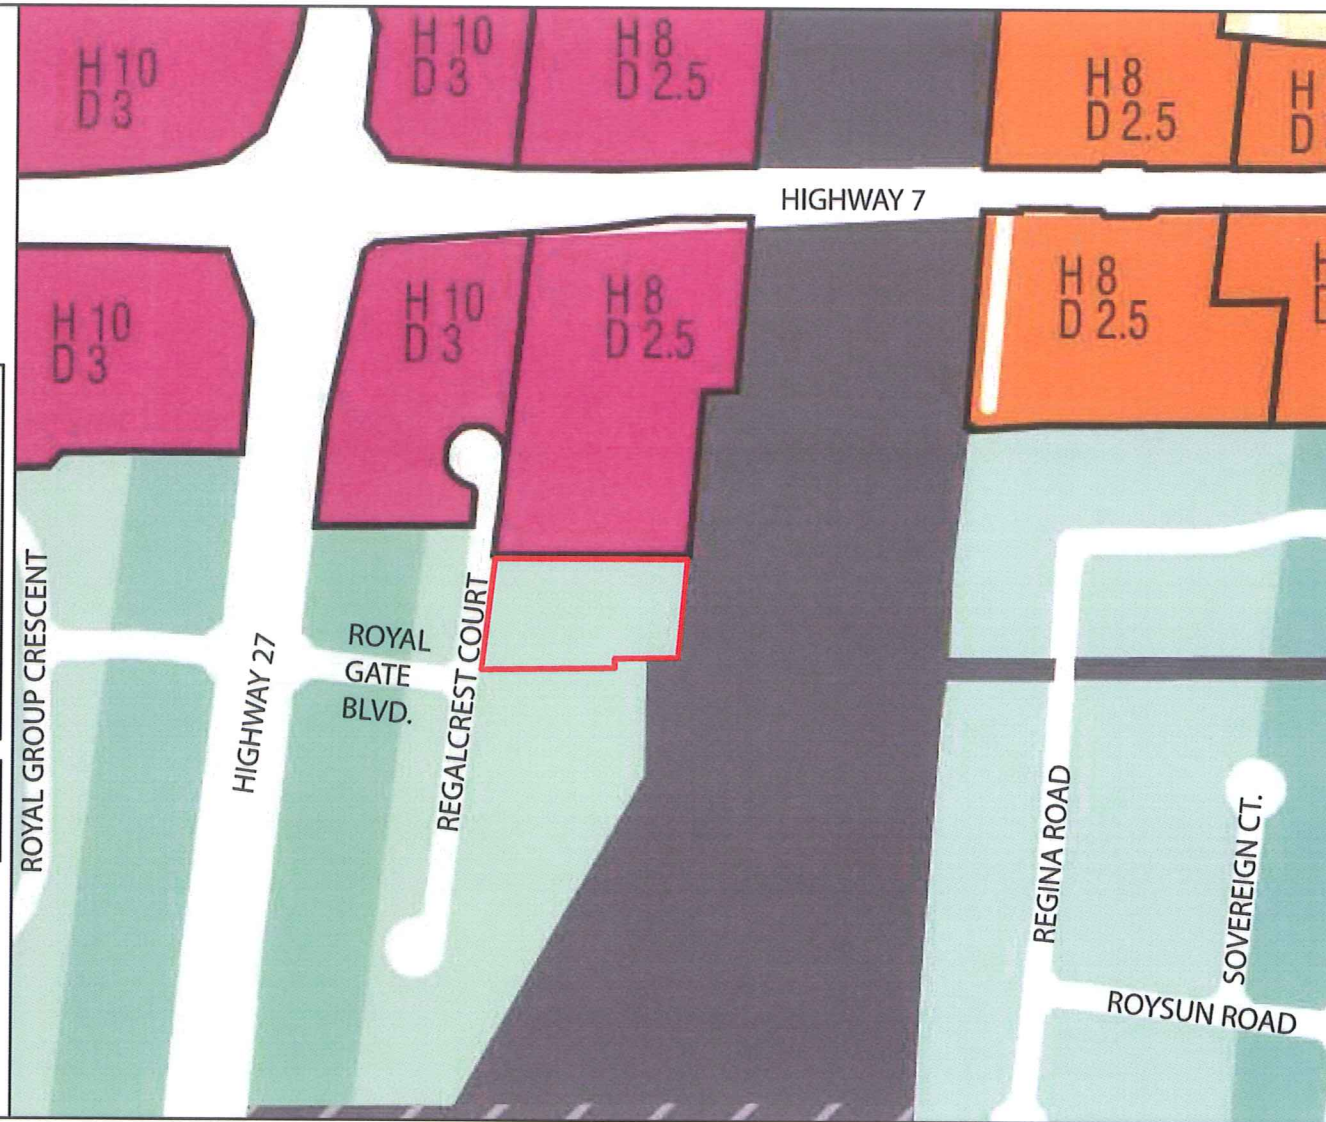 H 10
D 3
H 10
D 3
H 8
D 2.5
H 8
D 2.5
H
D
HIGHWAY 7
H 10
D 3
H 10
D 3
H 8
D 2.5
H 8
D 2.5
H
D
ROYAL GROUP CRESCENT
HIGHWAY 27
ROYAL
GATE
BLVD.
REGALCREST COURT
REGINA ROAD
SOVEREIGN CT.
ROYSUN ROAD